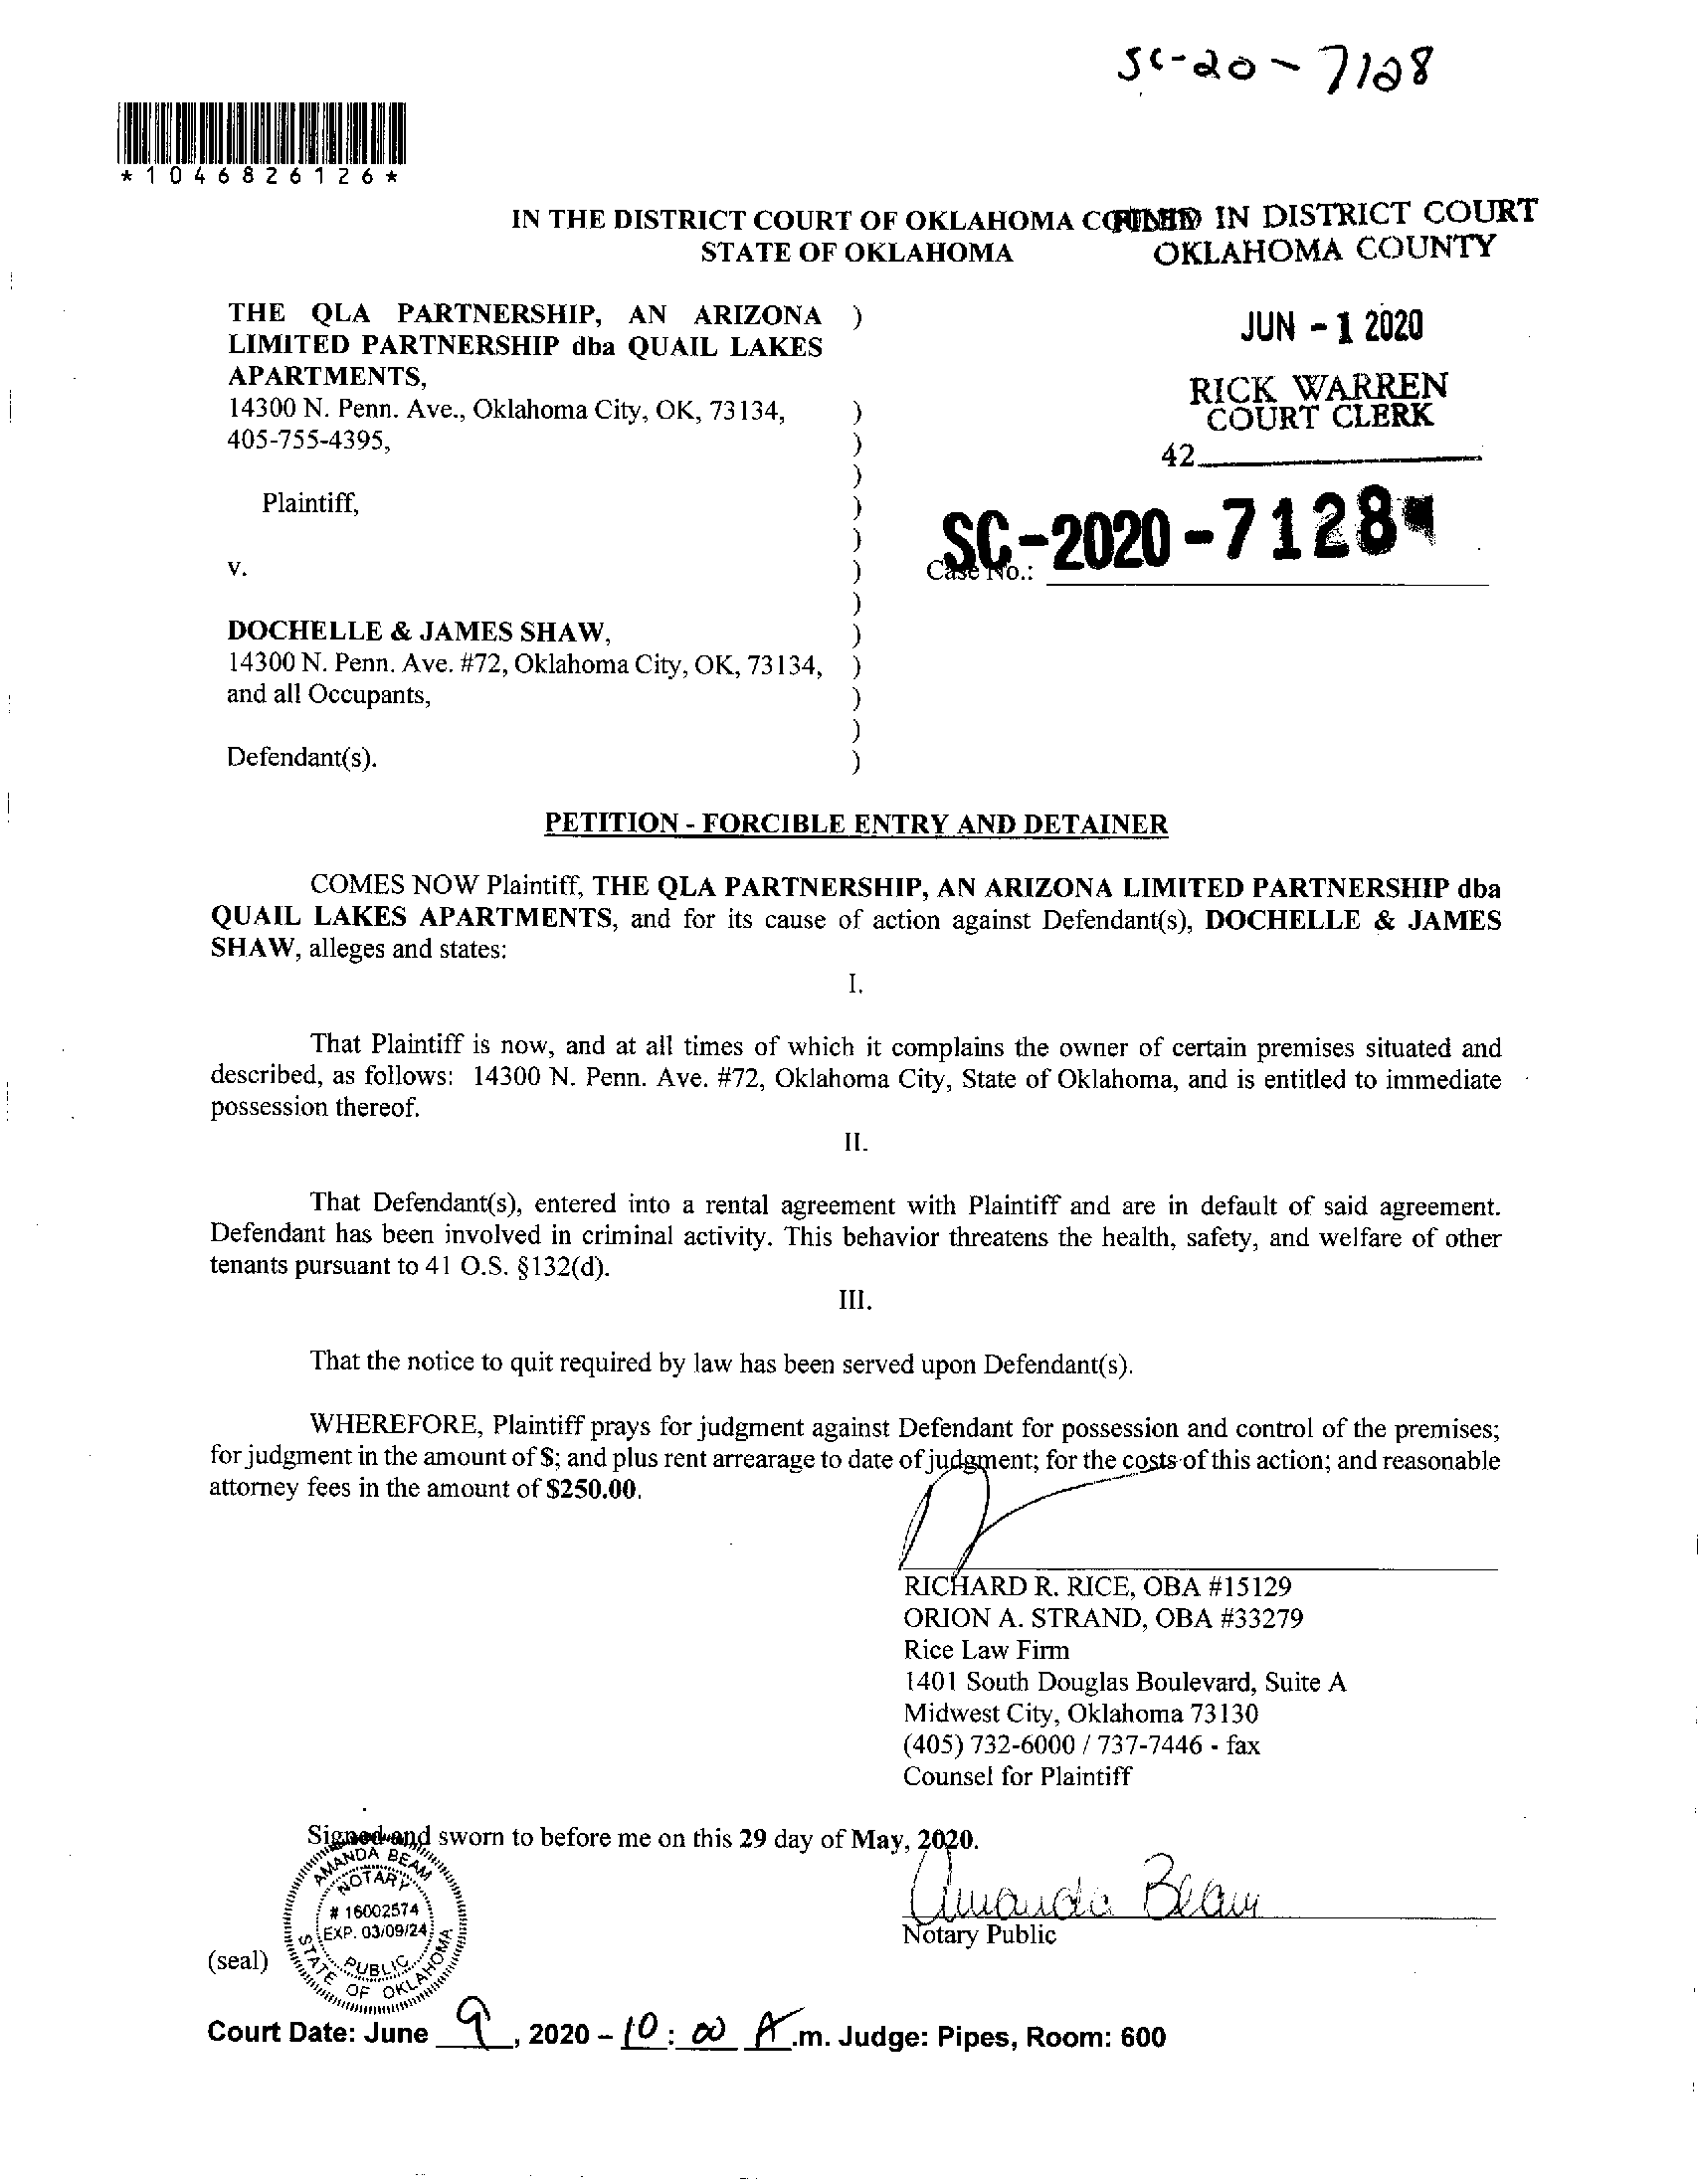 SC-20-7128
*1046826126*
IN THE DISTRICT COURT OF OKLAHOMA COUNTY
STATE OF OKLAHOMA
FILED IN DISTRICT COURT
OKLAHOMA COUNTY
JUN - 1 2020
RICK WARREN
COURT CLERK
42
THE QLA PARTNERSHIP, AN ARIZONA )
LIMITED PARTNERSHIP dba QUAIL LAKES
APARTMENTS,
14300 N. Penn. Ave., Oklahoma City, OK, 73134, )
405-755-4395, )
)
Plaintiff, )
)
v. )
SC-2020-7128
Case No.:
)
DOCHELLE & JAMES SHAW, )
14300 N. Penn. Ave. #72, Oklahoma City, OK, 73134, )
and all Occupants, )
)
Defendant(s). )
PETITION - FORCIBLE ENTRY AND DETAINER
COMES NOW Plaintiff, THE QLA PARTNERSHIP, AN ARIZONA LIMITED PARTNERSHIP dba
QUAIL LAKES APARTMENTS, and for its cause of action against Defendant(s), DOCHELLE & JAMES
SHAW, alleges and states:
I.
That Plaintiff is now, and at all times of which it complains the owner of certain premises situated and
described, as follows: 14300 N. Penn. Ave. #72, Oklahoma City, State of Oklahoma, and is entitled to immediate
possession thereof.
II.
That Defendant(s), entered into a rental agreement with Plaintiff and are in default of said agreement.
Defendant has been involved in criminal activity. This behavior threatens the health, safety, and welfare of other
tenants pursuant to 41 O.S. §132(d).
III.
That the notice to quit required by law has been served upon Defendant(s).
WHEREFORE, Plaintiff prays for judgment against Defendant for possession and control of the premises;
for judgment in the amount of $; and plus rent arrearage to date of judgment; for the costs of this action; and reasonable
attorney fees in the amount of $250.00.
RICHARD R. RICE, OBA #15129
ORION A. STRAND, OBA #33279
Rice Law Firm
1401 South Douglas Boulevard, Suite A
Midwest City, Oklahoma 73130
(405) 732-6000 / 737-7446 - fax
Counsel for Plaintiff
Signed and sworn to before me on this 29 day of May, 2020.
Amanda Beam
Notary Public
AMANDA BEAM
NOTARY
# 16002574
EXP. 03/09/24
PUBLIC
STATE OF OKLAHOMA
(seal)
Court Date: June 9, 2020 - 10:00 A.m. Judge: Pipes, Room: 600